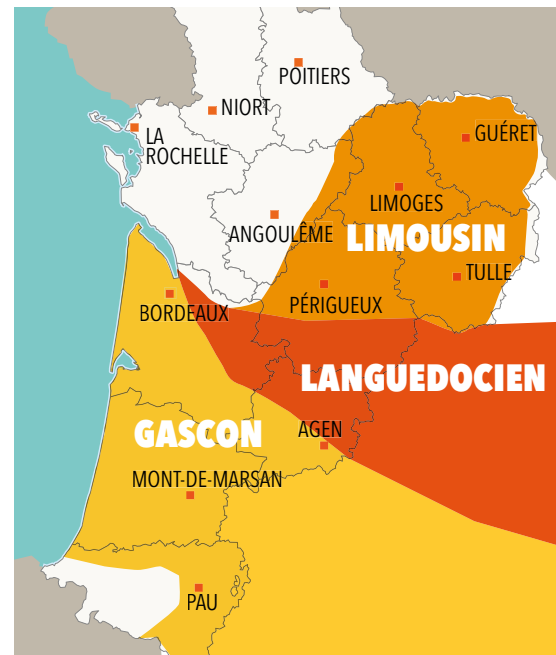 POITIERS
NIORT
LA
ROCHELLE
GUÉRET
LIMOGES
ANGOULÊME
LIMOUSIN
TULLE
PÉRIGUEUX
BORDEAUX
LANGUEDOCIEN
GASCON
AGEN
MONT-DE-MARSAN
PAU